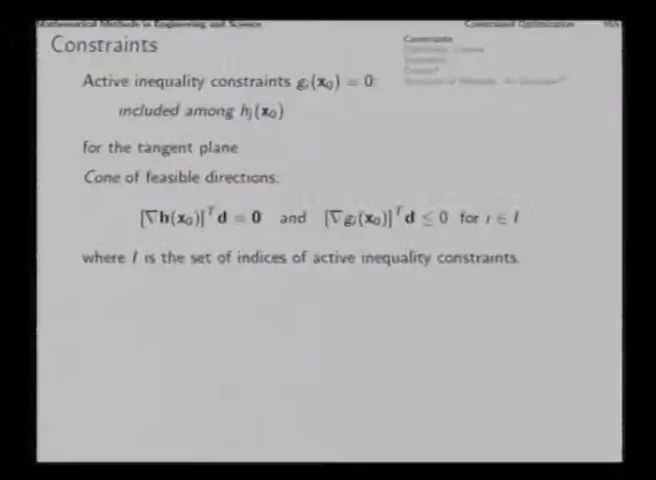 Mathematical Methods in Engineering and Science
Constrained Optimization
Constraints
Constraints
Active inequality constraints gᵢ(x₀) = 0:
included among hⱼ(x₀)
for the tangent plane
Cone of feasible directions:
[∇h(x₀)]ᵀd = 0 and [∇gᵢ(x₀)]ᵀd ≤ 0 for i ∈ I
where I is the set of indices of active inequality constraints.